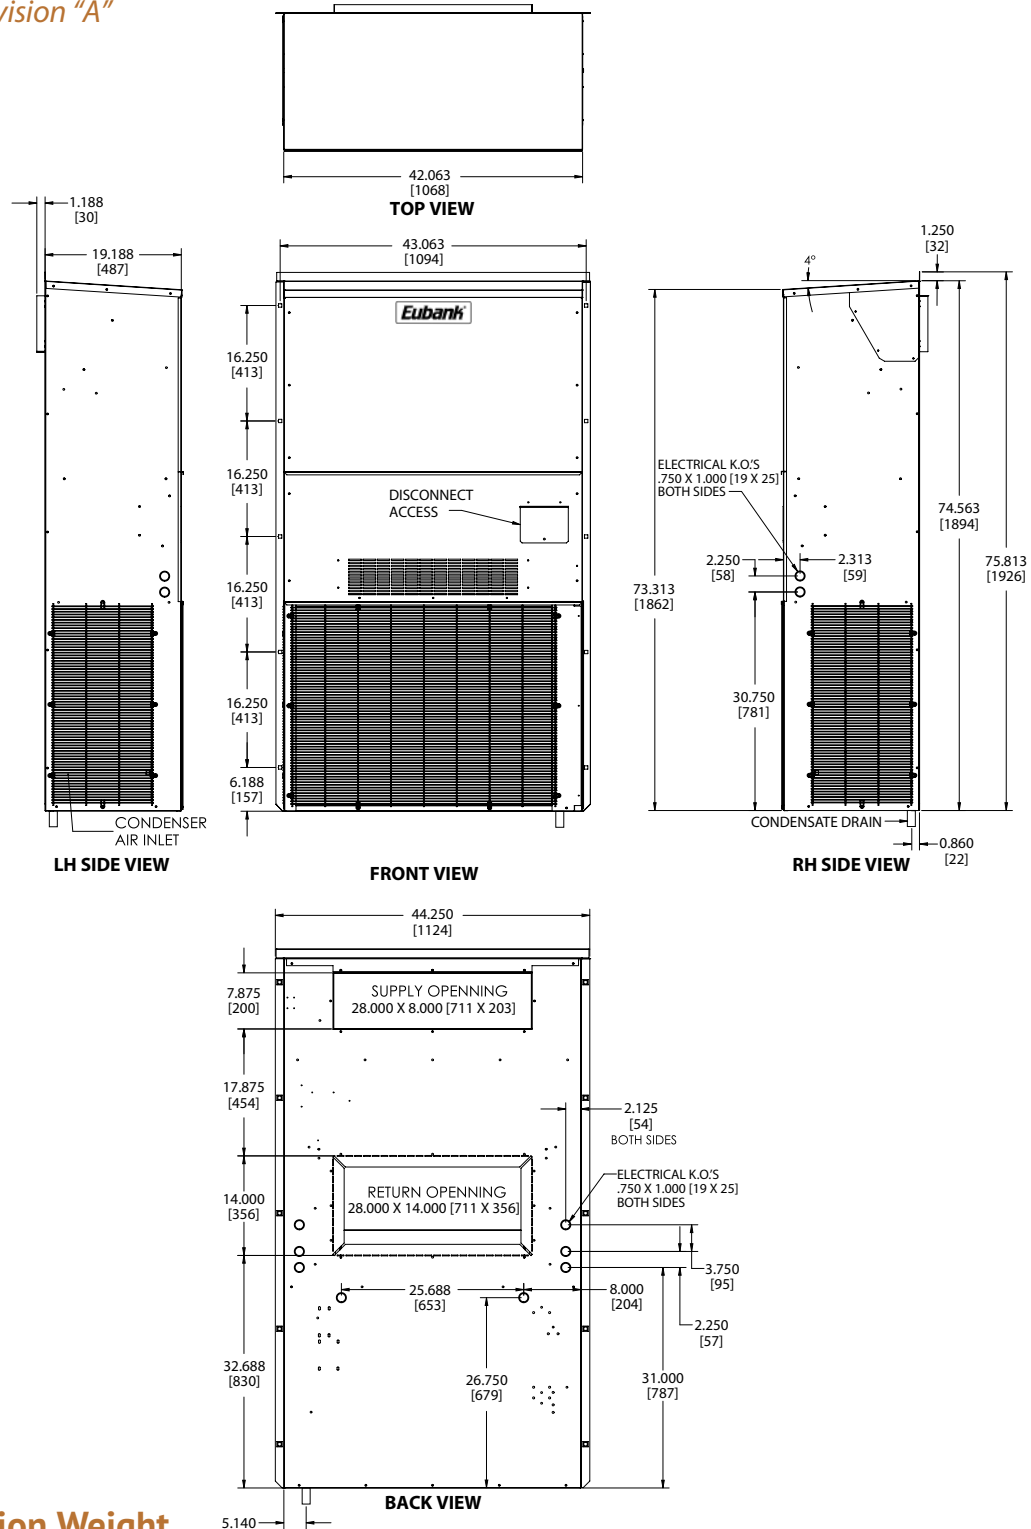 vision "A"
42.063
[1068]
TOP VIEW
1.188
[30]
19.188
[487]
CONDENSER
AIR INLET
LH SIDE VIEW
43.063
[1094]
Eubank
16.250
[413]
16.250
[413]
16.250
[413]
16.250
[413]
6.188
[157]
DISCONNECT
ACCESS
FRONT VIEW
1.250
[32]
4°
ELECTRICAL K.O.'S
.750 X 1.000 [19 X 25]
BOTH SIDES
2.250
[58]
2.313
[59]
74.563
[1894]
75.813
[1926]
73.313
[1862]
30.750
[781]
CONDENSATE DRAIN
0.860
[22]
RH SIDE VIEW
44.250
[1124]
7.875
[200]
SUPPLY OPENNING
28.000 X 8.000 [711 X 203]
17.875
[454]
2.125
[54]
BOTH SIDES
ELECTRICAL K.O.'S
.750 X 1.000 [19 X 25]
BOTH SIDES
14.000
[356]
RETURN OPENNING
28.000 X 14.000 [711 X 356]
3.750
[95]
25.688
[653]
8.000
[204]
2.250
[57]
32.688
[830]
26.750
[679]
31.000
[787]
BACK VIEW
5.140
ion Weight